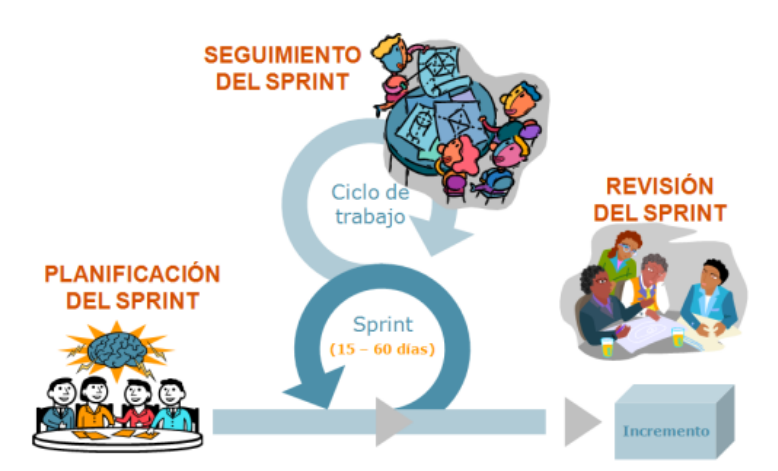 SEGUIMIENTO
DEL SPRINT
Ciclo de
trabajo
REVISIÓN
DEL SPRINT
PLANIFICACIÓN
DEL SPRINT
Sprint
(15 – 60 días)
Incremento